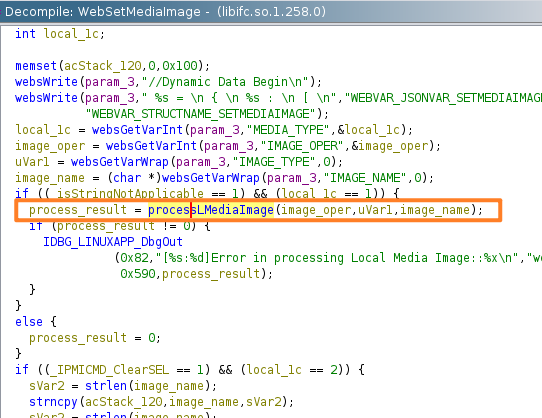 Decompile: WebSetMediaImage - (libifc.so.1.258.0)
int local_1c;
memset(acStack_120,0,0x100);
websWrite(param_3,"//Dynamic Data Begin\n");
websWrite(param_3," %s = \n { \n %s : \n [ \n","WEBVAR_JSONVAR_SETMEDIAIMAG
"WEBVAR_STRUCTNAME_SETMEDIAIMAGE");
local_1c = websGetVarInt(param_3,"MEDIA_TYPE",&local_1c);
image_oper = websGetVarInt(param_3,"IMAGE_OPER",&image_oper);
uVar1 = websGetVarWrap(param_3,"IMAGE_TYPE",0);
image_name = (char *)websGetVarWrap(param_3,"IMAGE_NAME",0);
if ((_isStringNotApplicable == 1) && (local_1c == 1)) {
process_result = processLMediaImage(image_oper,uVar1,image_name);
if (process_result != 0) {
IDBG_LINUXAPP_DbgOut
(0x82,"[%s:%d]Error in processing Local Media Image::%x\n","we
0x590,process_result);
}
}
else {
process_result = 0;
}
if ((_IPMICMD_ClearSEL == 1) && (local_1c == 2)) {
sVar2 = strlen(image_name);
strncpy(acStack_120,image_name,sVar2);
sVar2 = strlen(image_name);